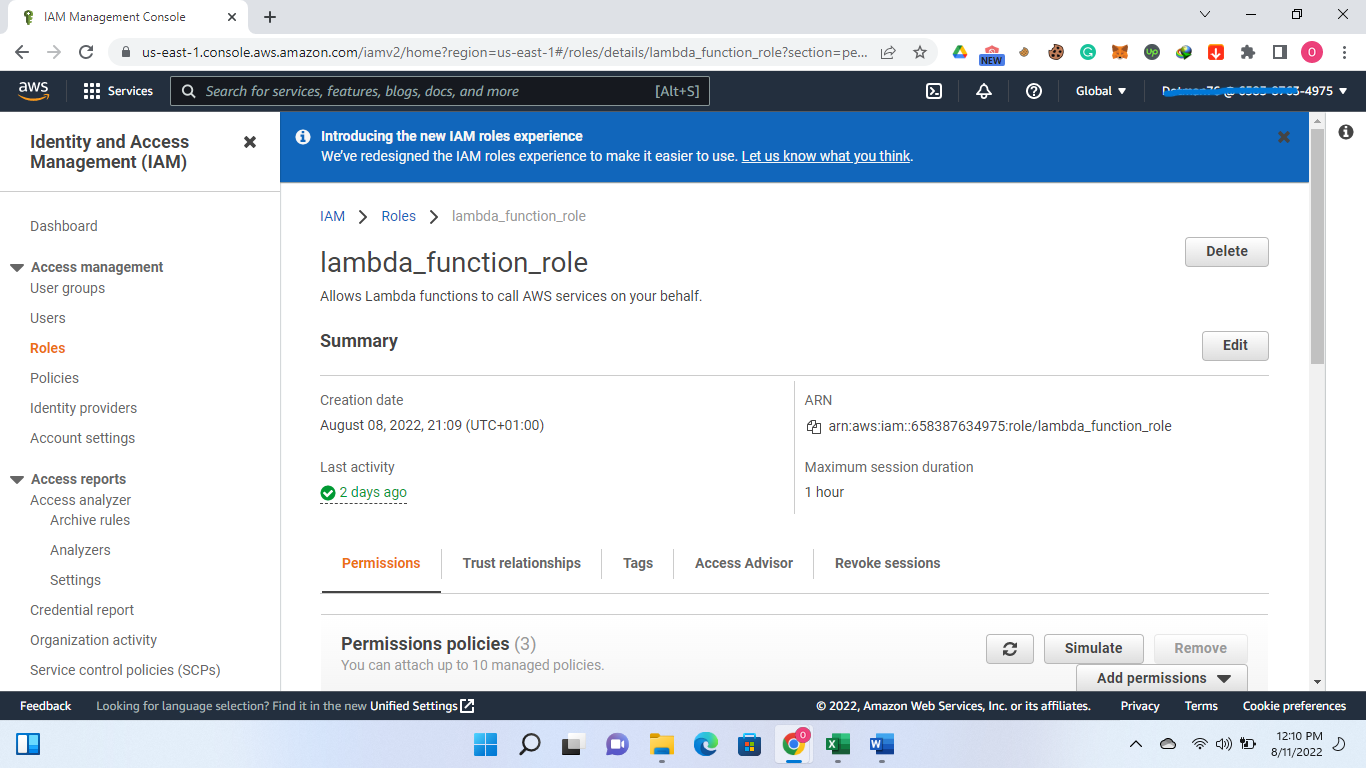 IAM Management Console
us-east-1.console.aws.amazon.com/iamv2/home?region=us-east-1#/roles/details/lambda_function_role?section=pe...
NEW
G
Up
O
aws
Services
Search for services, features, blogs, docs, and more [Alt+S]
Global
-4975
Identity and Access
Management (IAM)
Dashboard
Access management
User groups
Users
Roles
Policies
Identity providers
Account settings
Access reports
Access analyzer
Archive rules
Analyzers
Settings
Credential report
Organization activity
Service control policies (SCPs)
Introducing the new IAM roles experience
We've redesigned the IAM roles experience to make it easier to use. Let us know what you think.
IAM > Roles > lambda_function_role
lambda_function_role
Delete
Allows Lambda functions to call AWS services on your behalf.
Summary
Edit
Creation date
August 08, 2022, 21:09 (UTC+01:00)
Last activity
2 days ago
ARN
arn:aws:iam::658387634975:role/lambda_function_role
Maximum session duration
1 hour
Permissions
Trust relationships
Tags
Access Advisor
Revoke sessions
Permissions policies (3)
You can attach up to 10 managed policies.
Simulate
Remove
Add permissions
Feedback
Looking for language selection? Find it in the new Unified Settings
© 2022, Amazon Web Services, Inc. or its affiliates.
Privacy
Terms
Cookie preferences
12:10 PM
8/11/2022